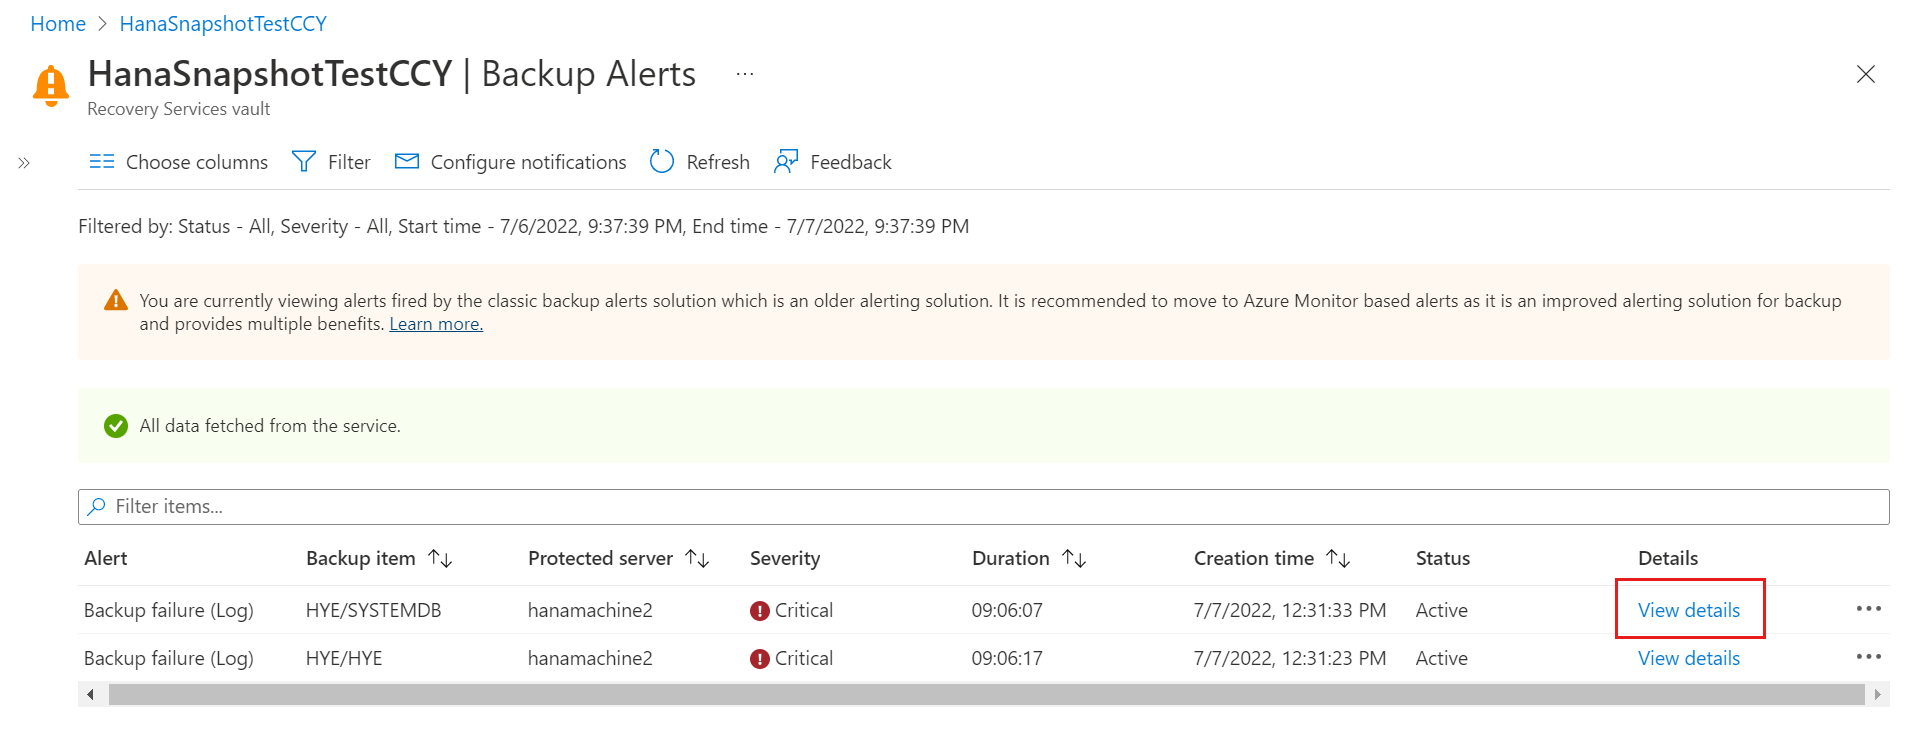 Home > HanaSnapshotTestCCY
HanaSnapshotTestCCY | Backup Alerts ...
Recovery Services vault
Choose columns Filter Configure notifications Refresh Feedback
Filtered by: Status - All, Severity - All, Start time - 7/6/2022, 9:37:39 PM, End time - 7/7/2022, 9:37:39 PM
You are currently viewing alerts fired by the classic backup alerts solution which is an older alerting solution. It is recommended to move to Azure Monitor based alerts as it is an improved alerting solution for backup
and provides multiple benefits. Learn more.
All data fetched from the service.
Filter items...
Alert Backup item Protected server Severity Duration Creation time Status Details
Backup failure (Log) HYE/SYSTEMDB hanamachine2 Critical 09:06:07 7/7/2022, 12:31:33 PM Active View details
Backup failure (Log) HYE/HYE hanamachine2 Critical 09:06:17 7/7/2022, 12:31:23 PM Active View details